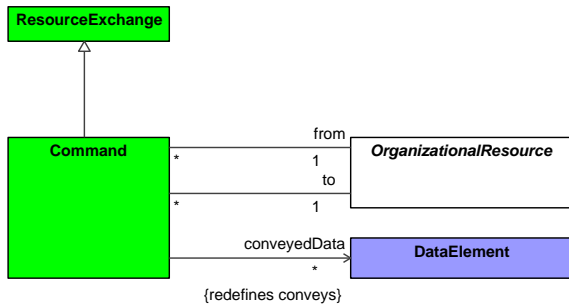 ResourceExchange
Command
from
* 1
OrganizationalResource
to
* 1
conveyedData
DataElement
*
{redefines conveys}